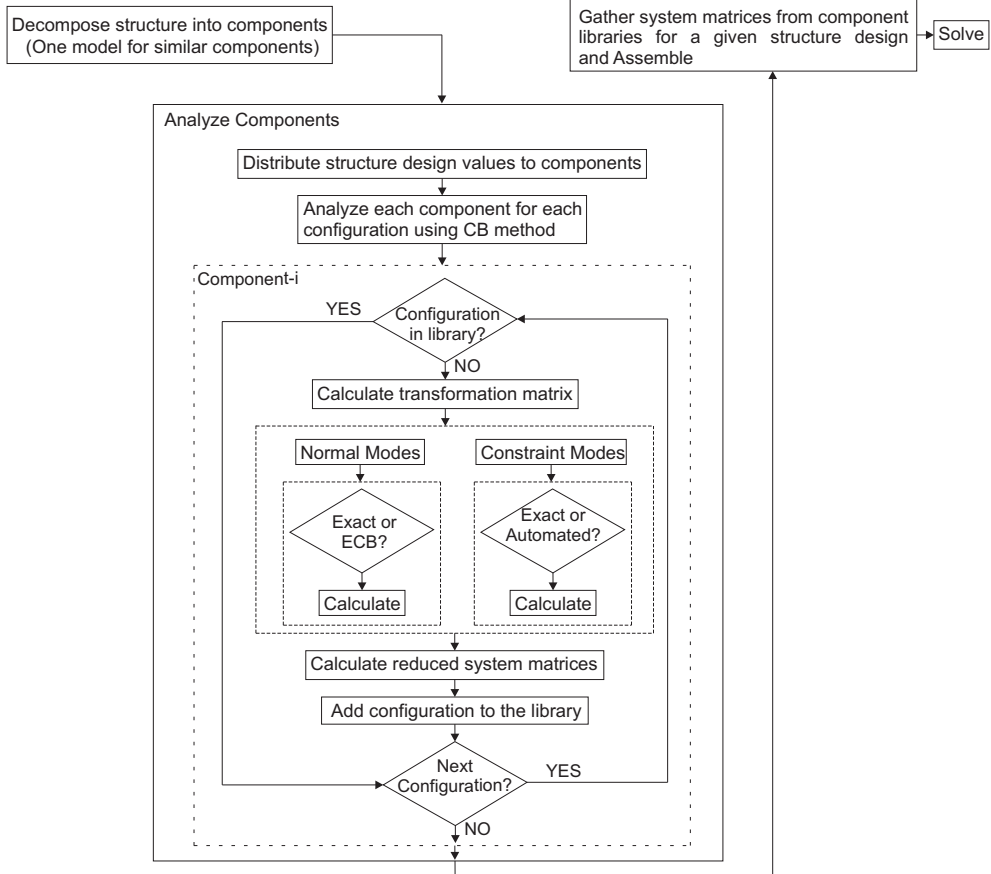 Decompose structure into components
(One model for similar components)
Gather system matrices from component
libraries for a given structure design
and Assemble
Solve
Analyze Components
Distribute structure design values to components
Analyze each component for each
configuration using CB method
Component-i
YES
Configuration
in library?
NO
Calculate transformation matrix
Normal Modes
Constraint Modes
Exact or
ECB?
Exact or
Automated?
Calculate
Calculate
Calculate reduced system matrices
Add configuration to the library
Next
Configuration?
YES
NO